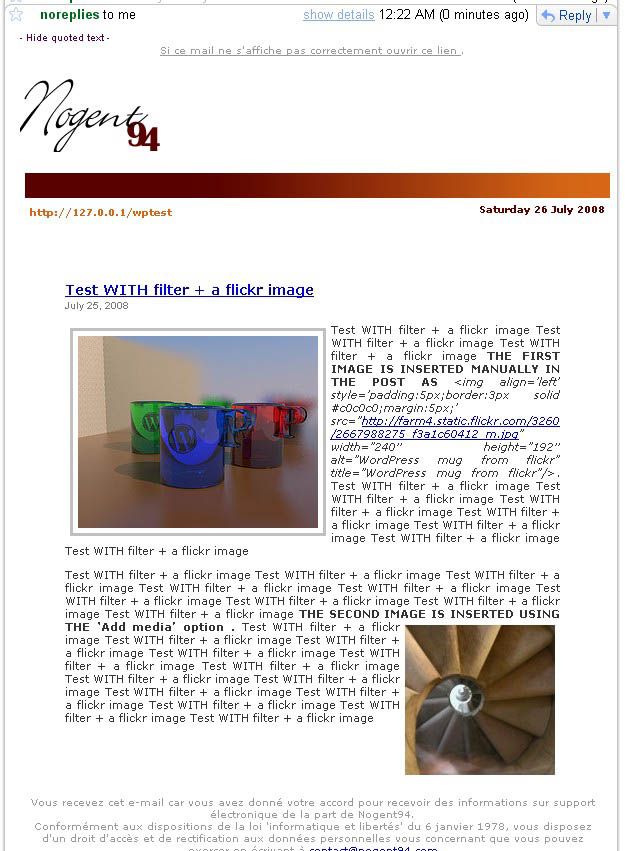 noreplies to me show details 12:22 AM (0 minutes ago) Reply
- Hide quoted text -
Si ce mail ne s'affiche pas correctement ouvrir ce lien .
Nogent94
http://127.0.0.1/wptest Saturday 26 July 2008
Test WITH filter + a flickr image
July 25, 2008
Test WITH filter + a flickr image Test
WITH filter + a flickr image Test WITH
filter + a flickr image THE FIRST
IMAGE IS INSERTED MANUALLY IN
THE POST AS <img align='left'
style='padding:5px;border:3px solid
#c0c0c0;margin:5px;'
src="http://farm4.static.flickr.com/3260
/2667988275_f3a1c60412_m.jpg"
width="240" height="192"
alt="WordPress mug from flickr"
title="WordPress mug from flickr"/>.
Test WITH filter + a flickr image Test
WITH filter + a flickr image Test WITH
filter + a flickr image Test WITH filter +
a flickr image Test WITH filter + a flickr
image Test WITH filter + a flickr image
Test WITH filter + a flickr image
Test WITH filter + a flickr image Test WITH filter + a flickr image Test WITH filter + a
flickr image Test WITH filter + a flickr image Test WITH filter + a flickr image Test
WITH filter + a flickr image Test WITH filter + a flickr image Test WITH filter + a flickr
image Test WITH filter + a flickr image THE SECOND IMAGE IS INSERTED USING
THE 'Add media' option . Test WITH filter + a flickr
image Test WITH filter + a flickr image Test WITH filter +
a flickr image Test WITH filter + a flickr image Test WITH
filter + a flickr image Test WITH filter + a flickr image
Test WITH filter + a flickr image Test WITH filter + a flickr
image Test WITH filter + a flickr image Test WITH filter +
a flickr image Test WITH filter + a flickr image Test WITH
filter + a flickr image Test WITH filter + a flickr image
Vous recevez cet e-mail car vous avez donné votre accord pour recevoir des informations sur support
électronique de la part de Nogent94.
Conformément aux dispositions de la loi 'informatique et libertés' du 6 janvier 1978, vous disposez
d'un droit d'accès et de rectification aux données personnelles vous concernant que vous pouvez
exercer en écrivant à contact@nogent94.com